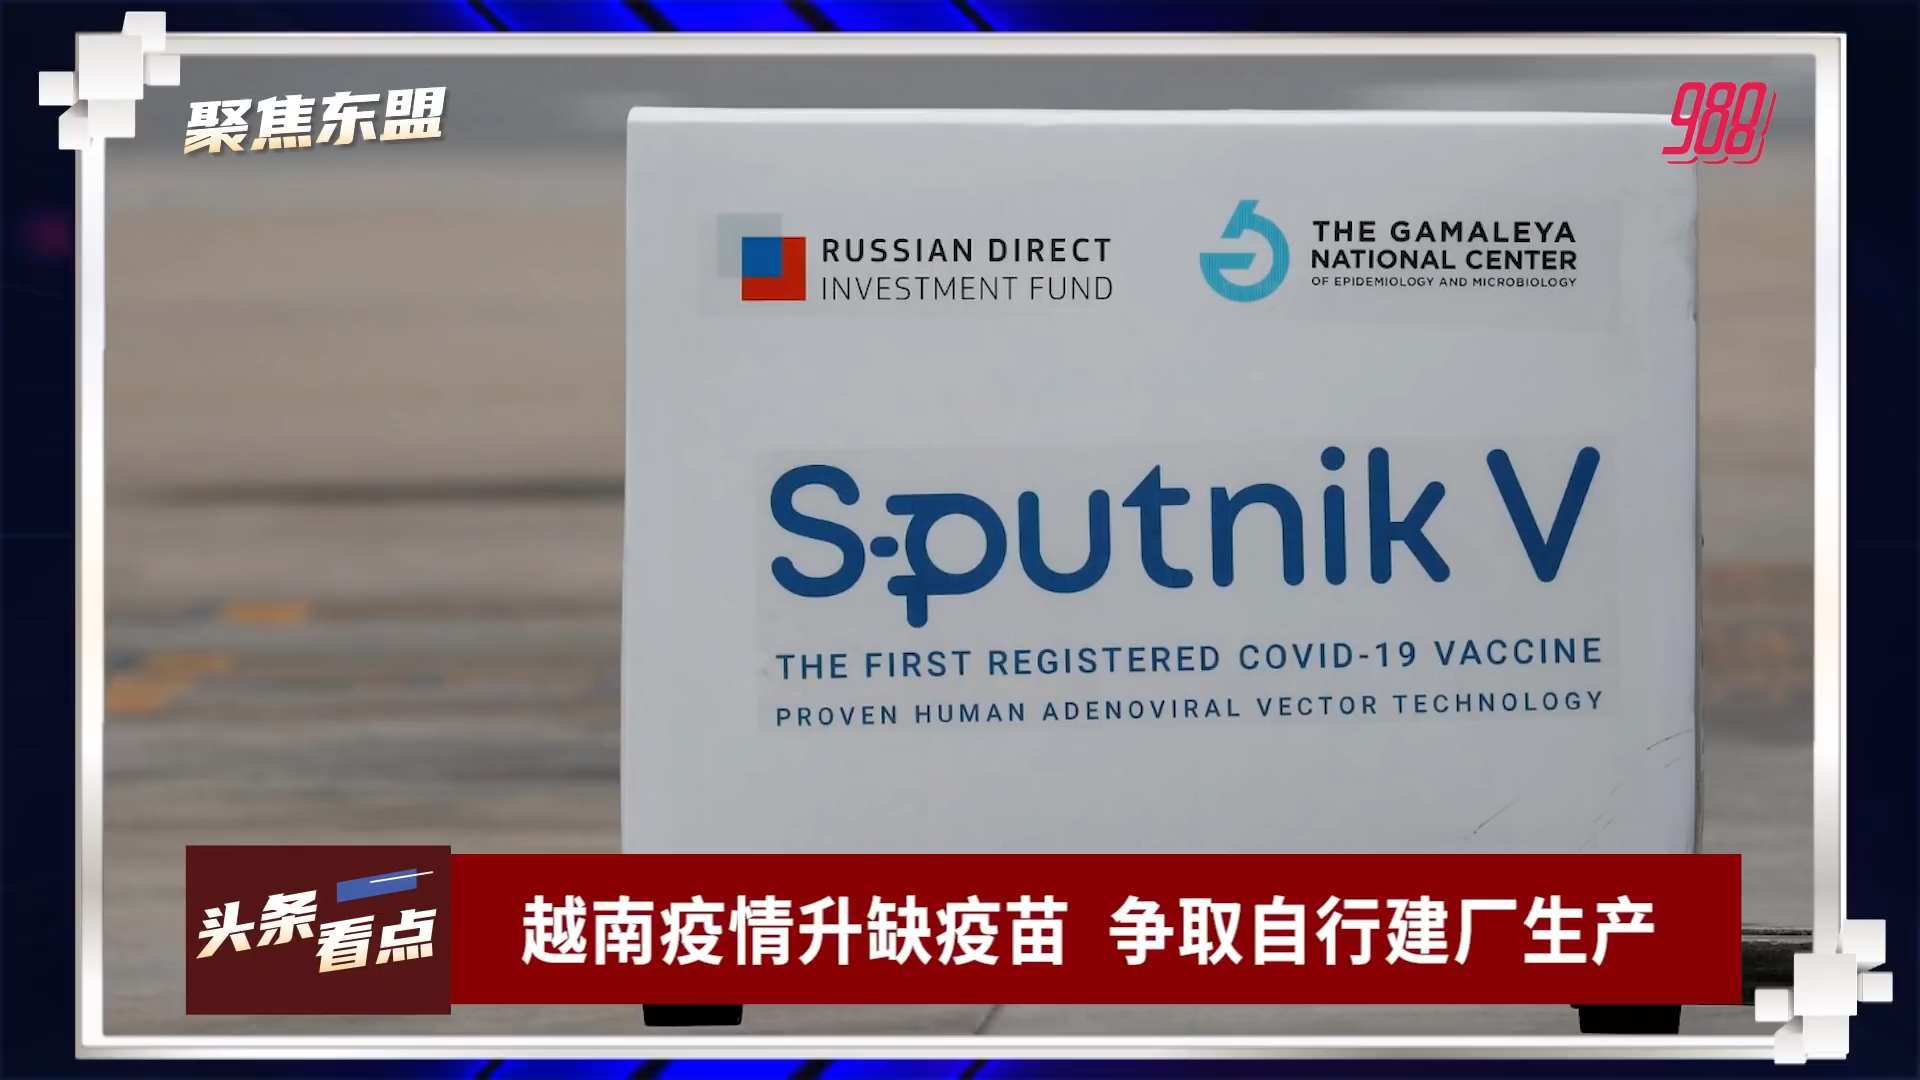 聚焦东盟
988
RUSSIAN DIRECT
INVESTMENT FUND
THE GAMALEYA
NATIONAL CENTER
OF EPIDEMIOLOGY AND MICROBIOLOGY
Sputnik V
THE FIRST REGISTERED COVID-19 VACCINE
PROVEN HUMAN ADENOVIRAL VECTOR TECHNOLOGY
头条
看点
越南疫情升缺疫苗 争取自行建厂生产